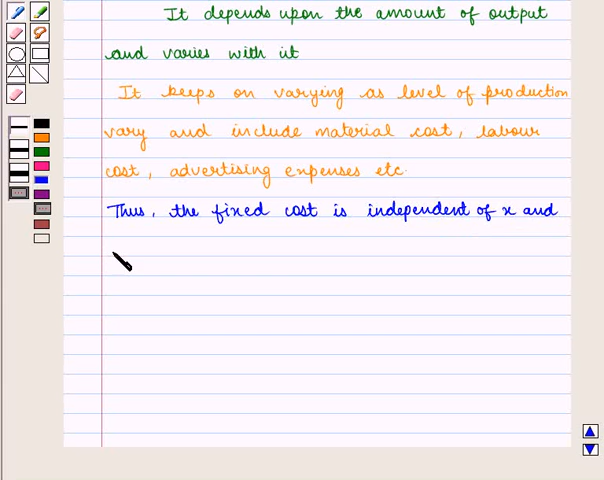 It depends upon the amount of output
and varies with it
It keeps on varying as level of production
vary and include material cost, labour
cost, advertising expenses etc.
Thus, the fixed cost is independent of x and